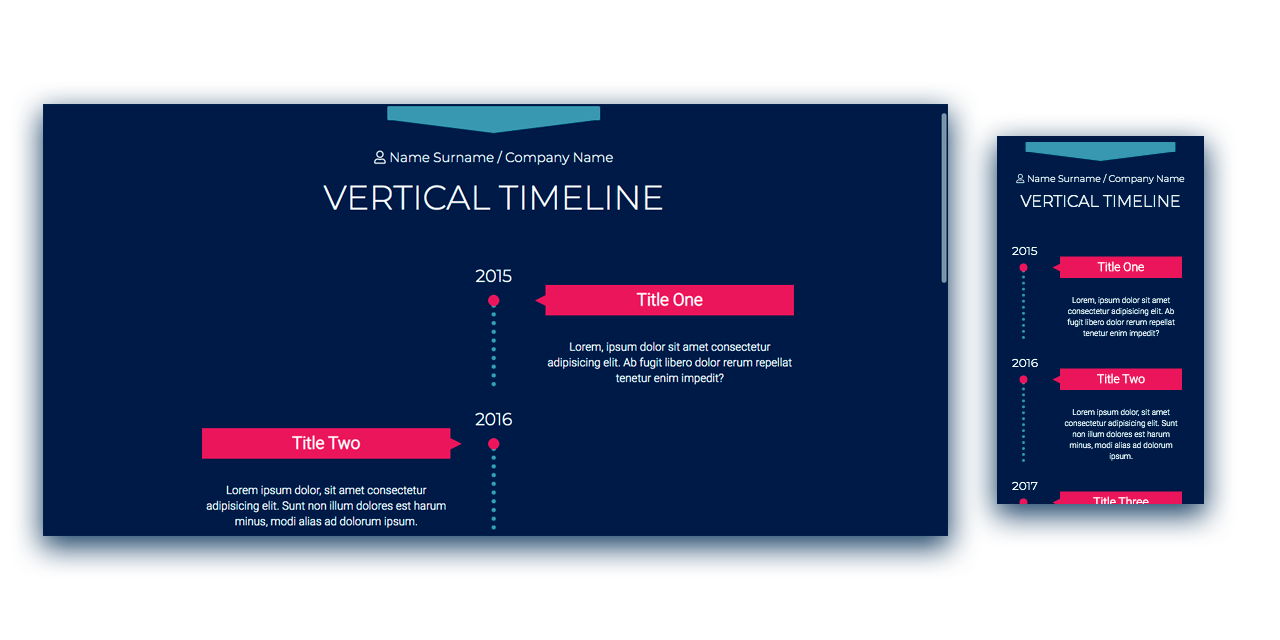 Name Surname / Company Name
VERTICAL TIMELINE
2015
Title One
Lorem, ipsum dolor sit amet consectetur
adipisicing elit. Ab fugit libero dolor rerum repellat
tenetur enim impedit?
2016
Title Two
Lorem ipsum dolor, sit amet consectetur
adipisicing elit. Sunt non illum dolores est harum
minus, modi alias ad dolorum ipsum.
Name Surname / Company Name
VERTICAL TIMELINE
2015
Title One
Lorem, ipsum dolor sit amet
consectetur adipisicing elit. Ab
fugit libero dolor rerum repellat
tenetur enim impedit?
2016
Title Two
Lorem ipsum dolor, sit amet
consectetur adipisicing elit. Sunt
non illum dolores est harum
minus, modi alias ad dolorum
ipsum.
2017
Title Three